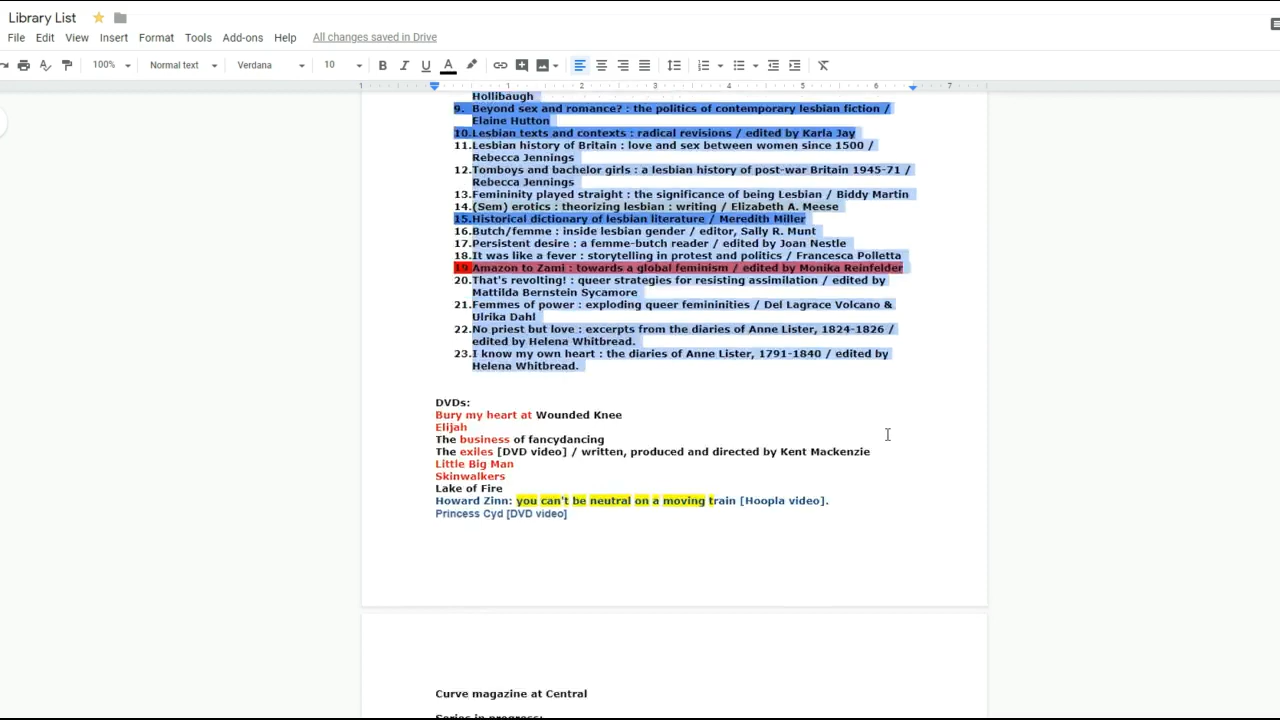 Library List
File Edit View Insert Format Tools Add-ons Help All changes saved in Drive
100% Normal text Verdana 10 B I U A
1 1 2 3 4 5 6 7
Hollibaugh
9. Beyond sex and romance? : the politics of contemporary lesbian fiction /
Elaine Hutton
10. Lesbian texts and contexts : radical revisions / edited by Karla Jay
11. Lesbian history of Britain : love and sex between women since 1500 /
Rebecca Jennings
12. Tomboys and bachelor girls : a lesbian history of post-war Britain 1945-71 /
Rebecca Jennings
13. Femininity played straight : the significance of being Lesbian / Biddy Martin
14. (Sem) erotics : theorizing lesbian : writing / Elizabeth A. Meese
15. Historical dictionary of lesbian literature / Meredith Miller
16. Butch/femme : inside lesbian gender / editor, Sally R. Munt
17. Persistent desire : a femme-butch reader / edited by Joan Nestle
18. It was like a fever : storytelling in protest and politics / Francesca Polletta
19. Amazon to Zami : towards a global feminism / edited by Monika Reinfelder
20. That's revolting! : queer strategies for resisting assimilation / edited by
Mattilda Bernstein Sycamore
21. Femmes of power : exploding queer femininities / Del Lagrace Volcano &
Ulrika Dahl
22. No priest but love : excerpts from the diaries of Anne Lister, 1824-1826 /
edited by Helena Whitbread.
23. I know my own heart : the diaries of Anne Lister, 1791-1840 / edited by
Helena Whitbread.
DVDs:
Bury my heart at Wounded Knee
Elijah
The business of fancydancing
The exiles [DVD video] / written, produced and directed by Kent Mackenzie
Little Big Man
Skinwalkers
Lake of Fire
Howard Zinn: you can't be neutral on a moving train [Hoopla video].
Princess Cyd [DVD video]
Curve magazine at Central
Series in progress: